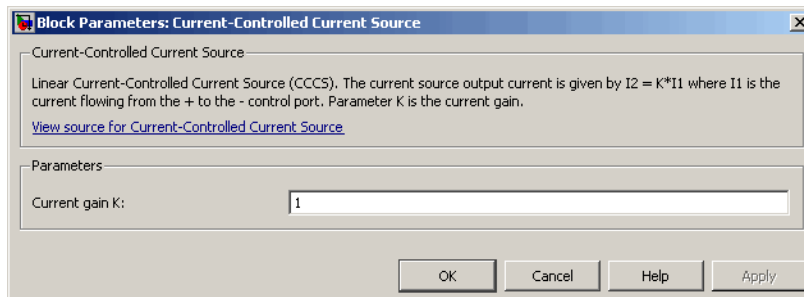 Block Parameters: Current-Controlled Current Source
Current-Controlled Current Source
Linear Current-Controlled Current Source (CCCS). The current source output current is given by I2 = K*I1 where I1 is the
current flowing from the + to the - control port. Parameter K is the current gain.
View source for Current-Controlled Current Source
Parameters
Current gain K: 1
OK Cancel Help Apply